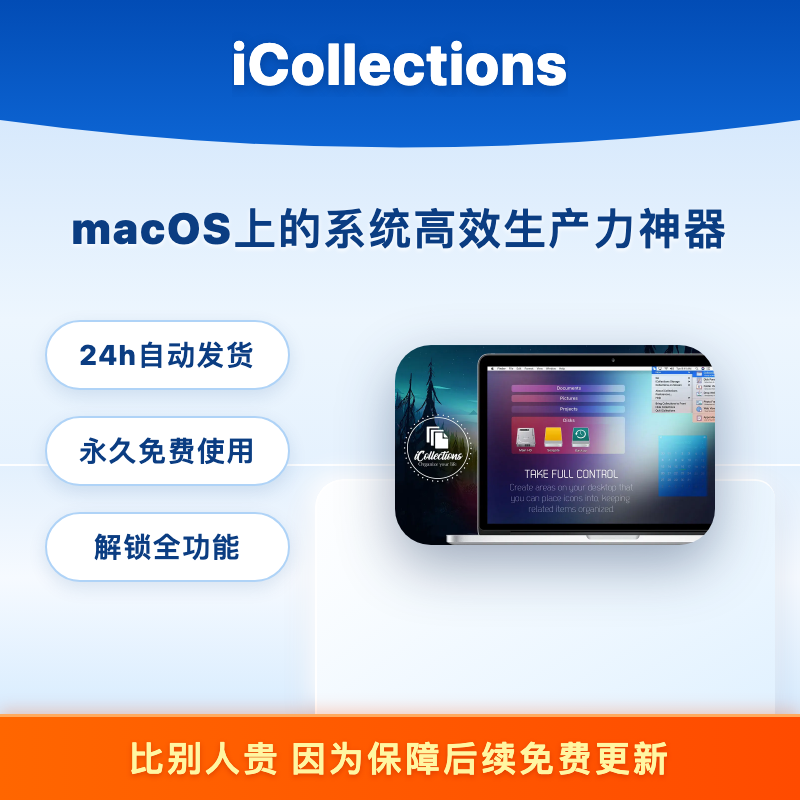 iCollections
macOS上的系统高效生产力神器
24h自动发货
永久免费使用
解锁全功能
iCollections
Organize your life
Documents
Pictures
Projects
Disks
TAKE FULL CONTROL
Create areas on your desktop that
you can place icons into, keeping
related items organized
比别人贵 因为保障后续免费更新